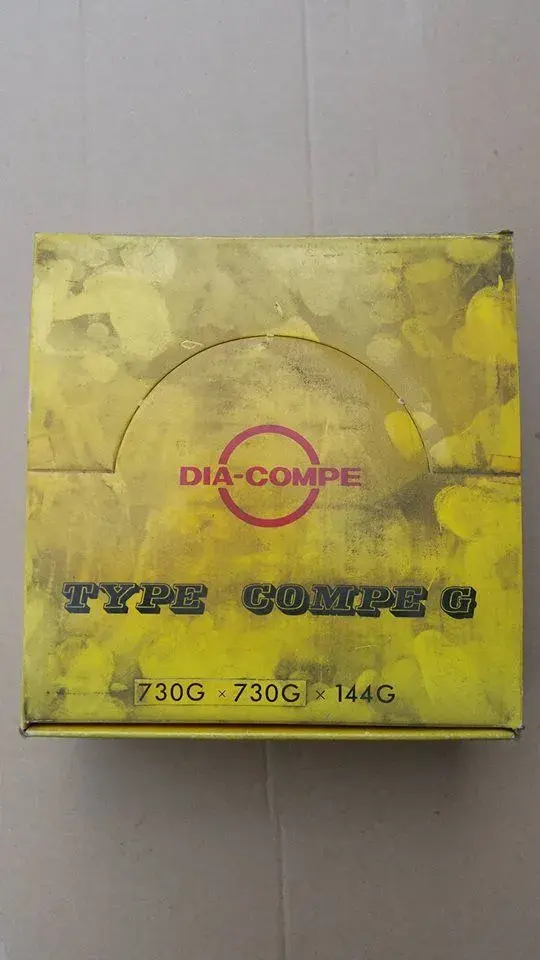 DIA-COMPE
TYPE COMPE G
730G × 730G × 144G